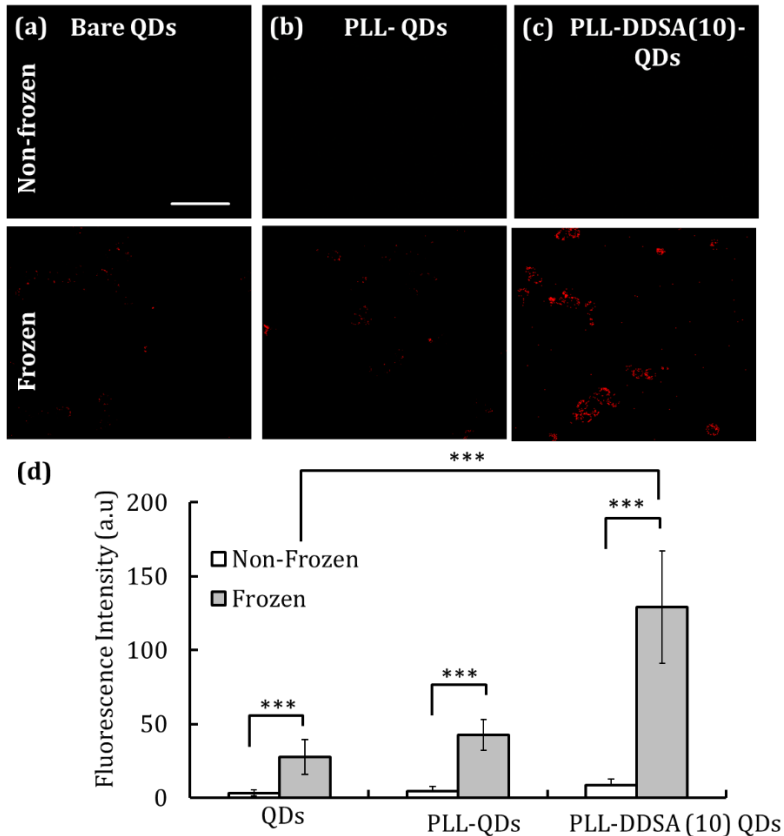 (a) Bare QDs
(b) PLL- QDs
(c) PLL-DDSA(10)-
QDs
Non-frozen
Frozen
(d)
***
Fluorescence Intensity (a.u)
200
150
100
50
0
Non-Frozen
Frozen
***
***
***
QDs
PLL-QDs
PLL-DDSA (10) QDs